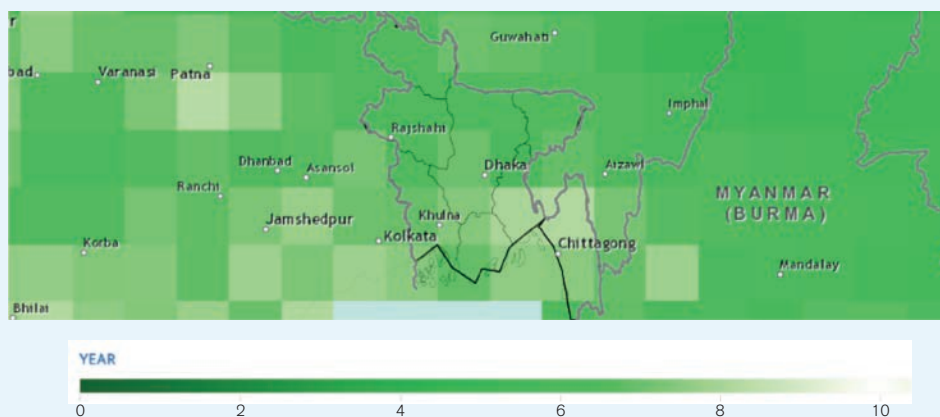 r
Guwahati
bad
Varanasi
Patna
Imphal
Rajshahi
Dhanbad
Asansol
Dhaka
Aizawl
Ranchi
MYANMAR
(BURMA)
Jamshedpur
Khulna
Kolkata
Korba
Chittagong
Mandalay
Bhilai
YEAR
0 2 4 6 8 10